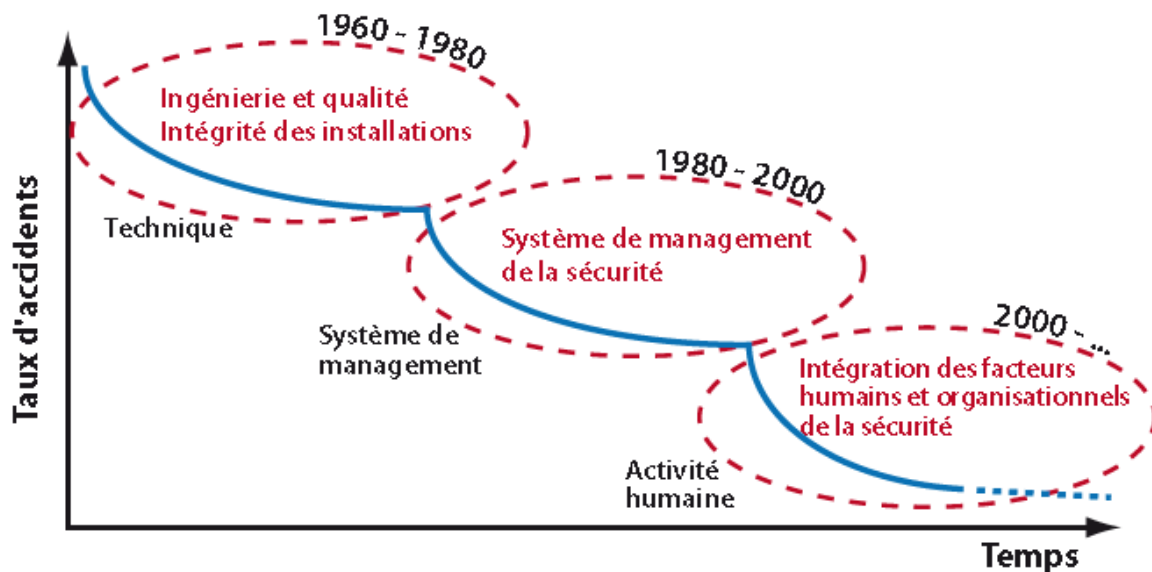 Taux d'accidents
1960 - 1980
Ingénierie et qualité
Intégrité des installations
Technique
1980 - 2000
Système de management
de la sécurité
Système de
management
2000 - ...
Intégration des facteurs
humains et organisationnels
de la sécurité
Activité
humaine
Temps